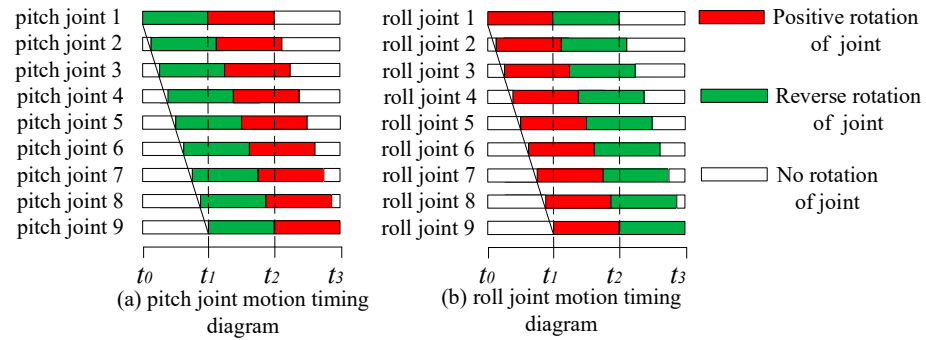 pitch joint 1
pitch joint 2
pitch joint 3
pitch joint 4
pitch joint 5
pitch joint 6
pitch joint 7
pitch joint 8
pitch joint 9
t0 t1 t2 t3
(a) pitch joint motion timing
diagram
roll joint 1
roll joint 2
roll joint 3
roll joint 4
roll joint 5
roll joint 6
roll joint 7
roll joint 8
roll joint 9
t0 t1 t2 t3
(b) roll joint motion timing
diagram
Positive rotation
of joint
Reverse rotation
of joint
No rotation
of joint